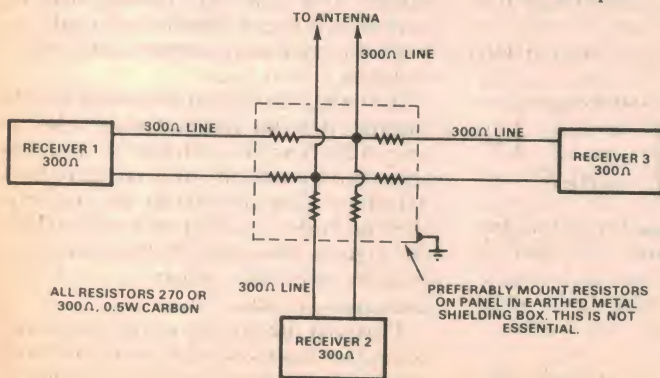 TO ANTENNA
300Ω LINE
300Ω LINE
300Ω LINE
RECEIVER 1
300Ω
RECEIVER 3
300Ω
300Ω LINE
ALL RESISTORS 270 OR
300Ω, 0.5W CARBON
PREFERABLY MOUNT RESISTORS
ON PANEL IN EARTHED METAL
SHIELDING BOX. THIS IS NOT
ESSENTIAL.
RECEIVER 2
300Ω